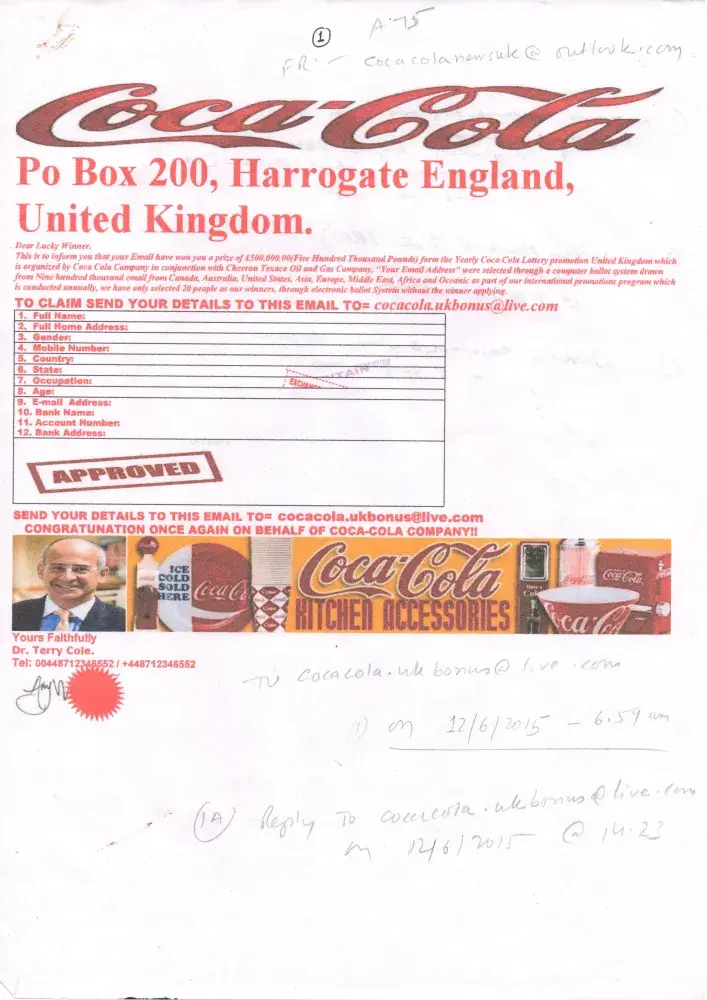 1
A-75
FR:- cocacolanewsuk@outlook.com
Coca-Cola
Po Box 200, Harrogate England,
United Kingdom.
Dear Lucky Winner.
This is to inform you that your Email have won you a prize of £500,000.00(Five Hundred Thousand Pounds) form the Yearly Coca Cola Lottery promotion United Kingdom which
is organized by Coca Cola Company in conjunction with Chevron Texaco Oil and Gas Company. "Your Email Address" were selected through a computer ballot system drawn
from Nine hundred thousand email from Canada, Australia, United States, Asia, Europe, Middle East, Africa and Oceanic as part of our international promotions program which
is conducted annually, we have only selected 20 people as our winners, through electronic ballot System without the winner applying.
TO CLAIM SEND YOUR DETAILS TO THIS EMAIL TO= cocacola.ukbonus@live.com
1. Full Name:
2. Full Home Address:
3. Gender:
4. Mobile Number:
5. Country:
6. State:
7. Occupation:
8. Age:
9. E-mail Address:
10. Bank Name:
11. Account Number:
12. Bank Address:
APPROVED
SEND YOUR DETAILS TO THIS EMAIL TO= cocacola.ukbonus@live.com
CONGRATUNATION ONCE AGAIN ON BEHALF OF COCA-COLA COMPANY!!
ICE
COLD
SOLD
HERE
Coca-Cola
KITCHEN ACCESSORIES
Coca-Cola
Yours Faithfully
Dr. Terry Cole.
Tel: 00448712346552 / +448712346552
To cocacola.ukbonus@live.com
1) on 12/6/2015 - 6.59 am
1A) Reply To cocacola.ukbonus@live.com
on 12/6/2015 @ 14.23